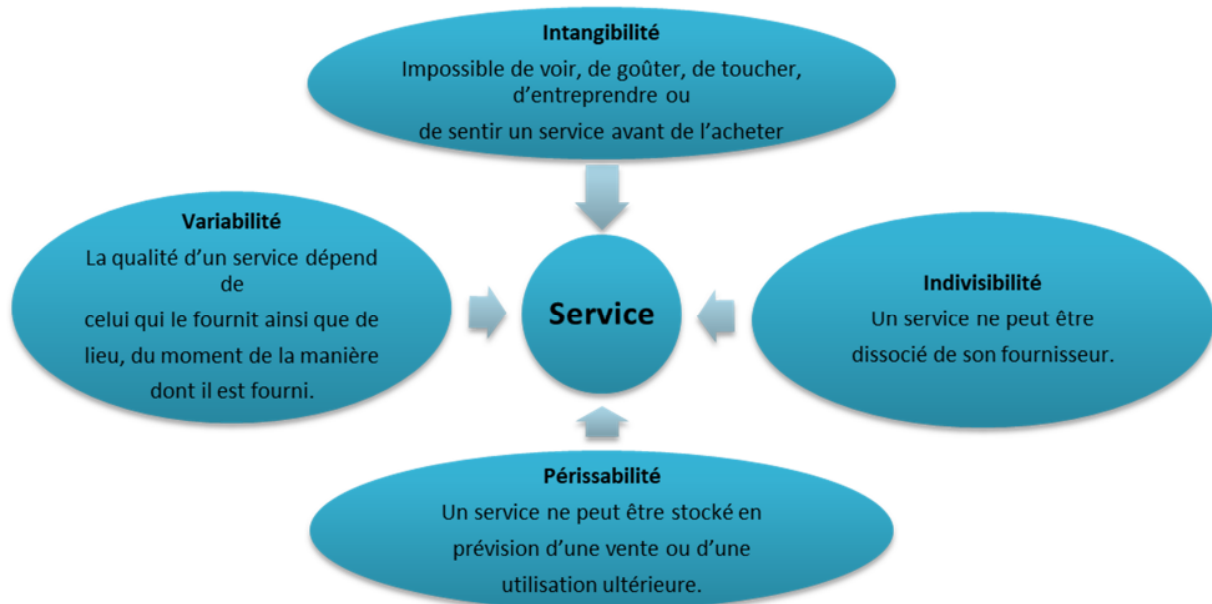 Intangibilité
Impossible de voir, de goûter, de toucher,
d'entreprendre ou
de sentir un service avant de l'acheter
Variabilité
La qualité d'un service dépend
de
celui qui le fournit ainsi que de
lieu, du moment de la manière
dont il est fourni.
Service
Indivisibilité
Un service ne peut être
dissocié de son fournisseur.
Périssabilité
Un service ne peut être stocké en
prévision d'une vente ou d'une
utilisation ultérieure.